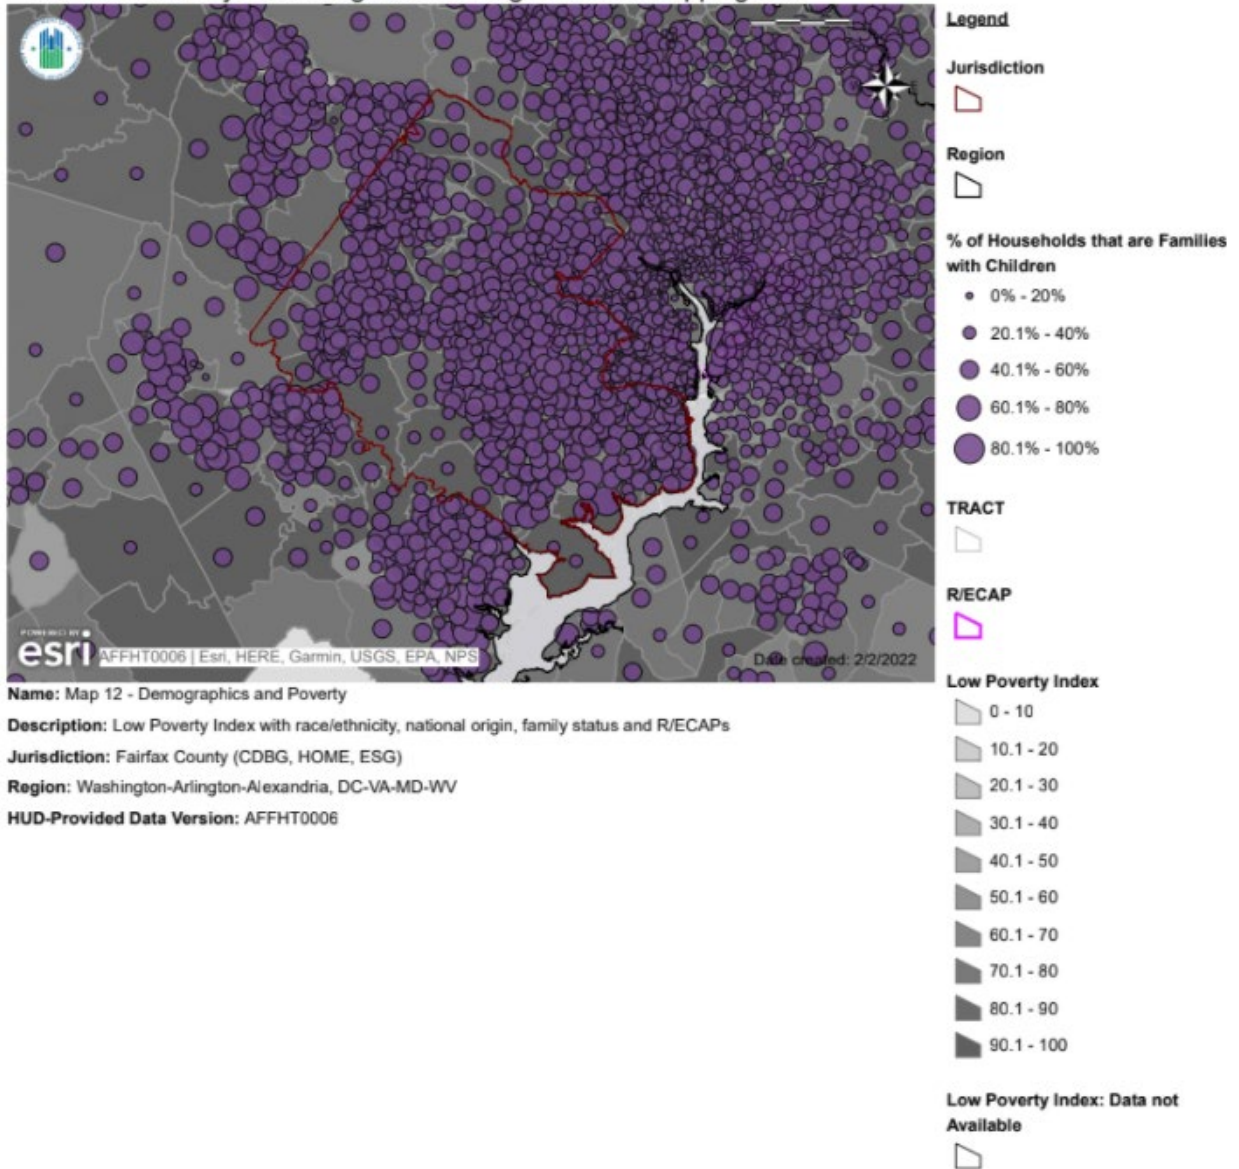 Legend
Jurisdiction
Region
% of Households that are Families
with Children
0% - 20%
20.1% - 40%
40.1% - 60%
60.1% - 80%
80.1% - 100%
TRACT
R/ECAP
POWERED BY
esri
AFFHT0006 | Esri, HERE, Garmin, USGS, EPA, NPS
Date created: 2/2/2022
Name: Map 12 - Demographics and Poverty
Description: Low Poverty Index with race/ethnicity, national origin, family status and R/ECAPs
Jurisdiction: Fairfax County (CDBG, HOME, ESG)
Region: Washington-Arlington-Alexandria, DC-VA-MD-WV
HUD-Provided Data Version: AFFHT0006
Low Poverty Index
0 - 10
10.1 - 20
20.1 - 30
30.1 - 40
40.1 - 50
50.1 - 60
60.1 - 70
70.1 - 80
80.1 - 90
90.1 - 100
Low Poverty Index: Data not
Available